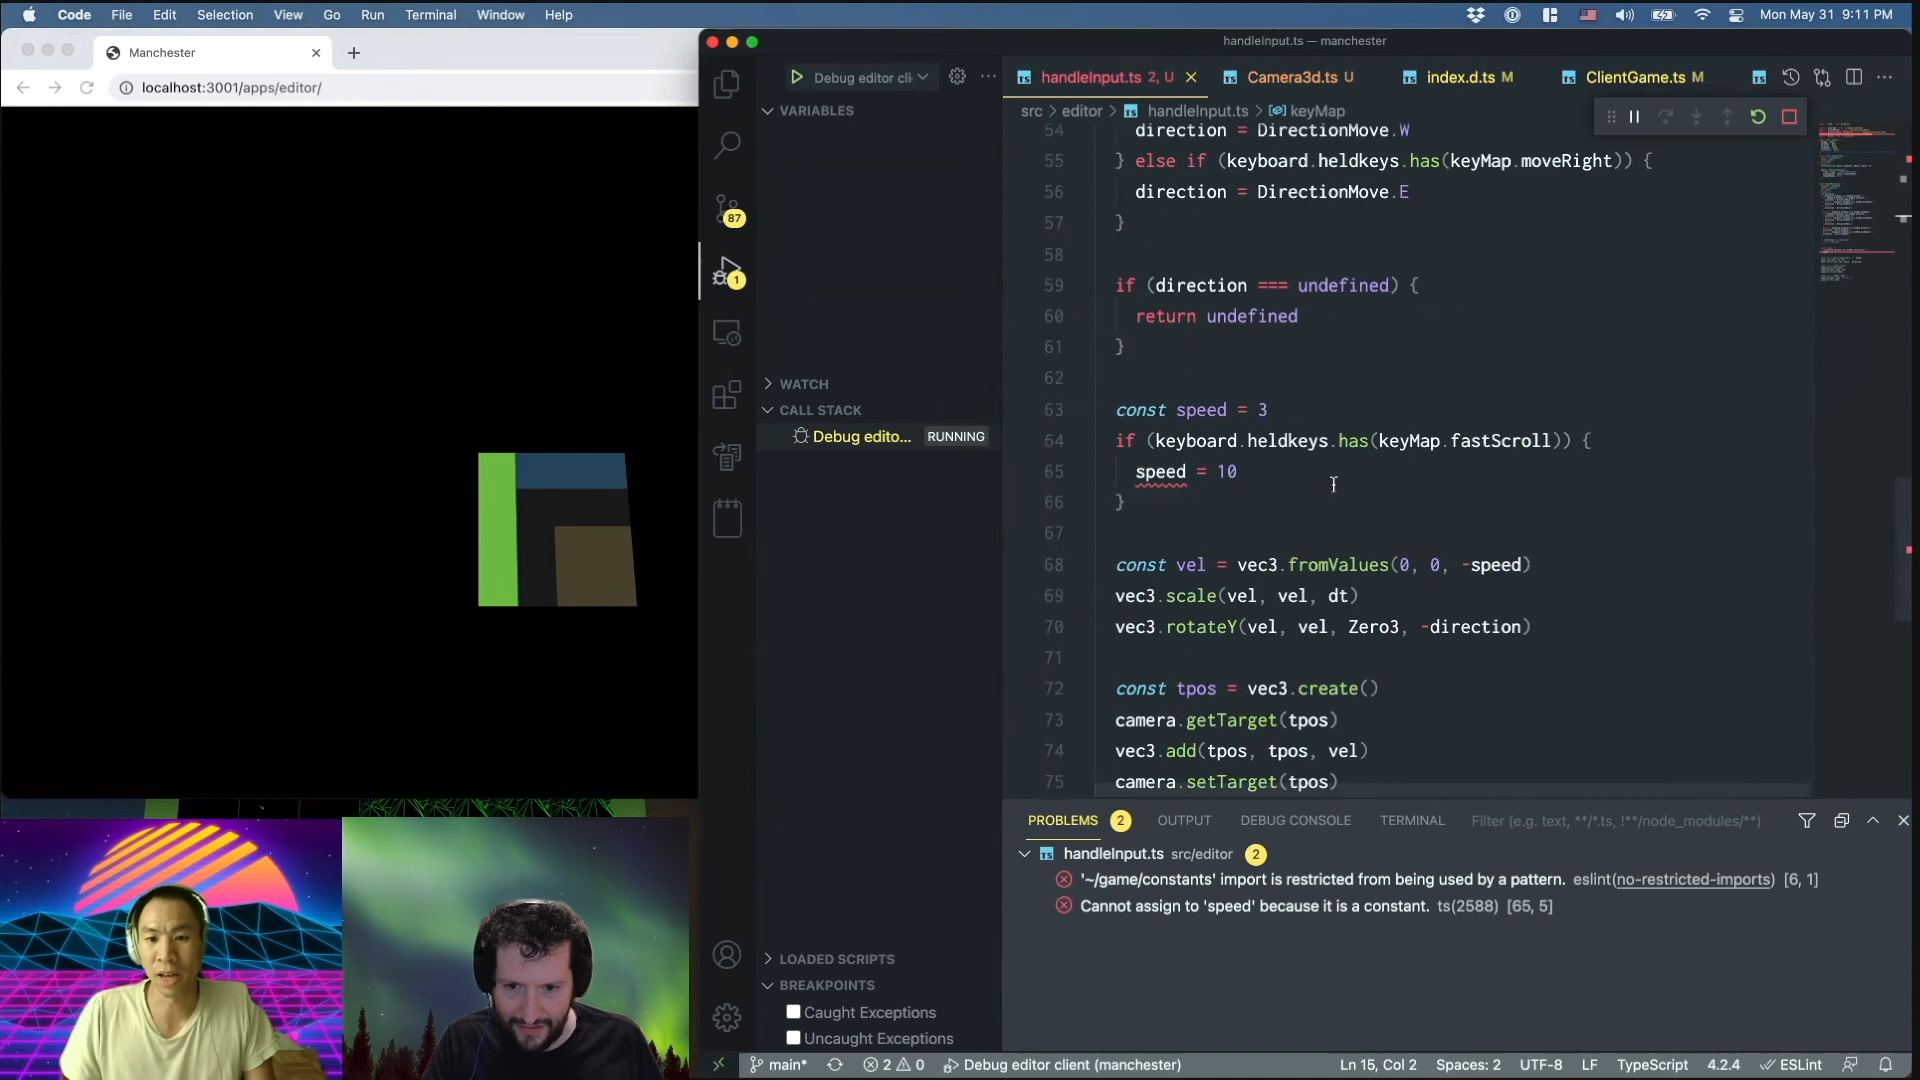 Code File Edit Selection View Go Run Terminal Window Help
Mon May 31 9:11 PM
Manchester
localhost:3001/apps/editor/
handleInput.ts — manchester
Debug editor cli
handleInput.ts 2, U
Camera3d.ts U
index.d.ts M
ClientGame.ts M
src > editor > handleInput.ts > keyMap
VARIABLES
WATCH
CALL STACK
Debug edito... RUNNING
LOADED SCRIPTS
BREAKPOINTS
Caught Exceptions
Uncaught Exceptions
87
1
54 direction = DirectionMove.W
55 } else if (keyboard.heldkeys.has(keyMap.moveRight)) {
56 direction = DirectionMove.E
57 }
58
59 if (direction === undefined) {
60 return undefined
61 }
62
63 const speed = 3
64 if (keyboard.heldkeys.has(keyMap.fastScroll)) {
65 speed = 10
66 }
67
68 const vel = vec3.fromValues(0, 0, -speed)
69 vec3.scale(vel, vel, dt)
70 vec3.rotateY(vel, vel, Zero3, -direction)
71
72 const tpos = vec3.create()
73 camera.getTarget(tpos)
74 vec3.add(tpos, tpos, vel)
75 camera.setTarget(tpos)
PROBLEMS 2 OUTPUT DEBUG CONSOLE TERMINAL Filter (e.g. text, **/*.ts, !**/node_modules/**)
handleInput.ts src/editor 2
'~/game/constants' import is restricted from being used by a pattern. eslint(no-restricted-imports) [6, 1]
Cannot assign to 'speed' because it is a constant. ts(2588) [65, 5]
main* 2 0 Debug editor client (manchester) Ln 15, Col 2 Spaces: 2 UTF-8 LF TypeScript 4.2.4 ESLint